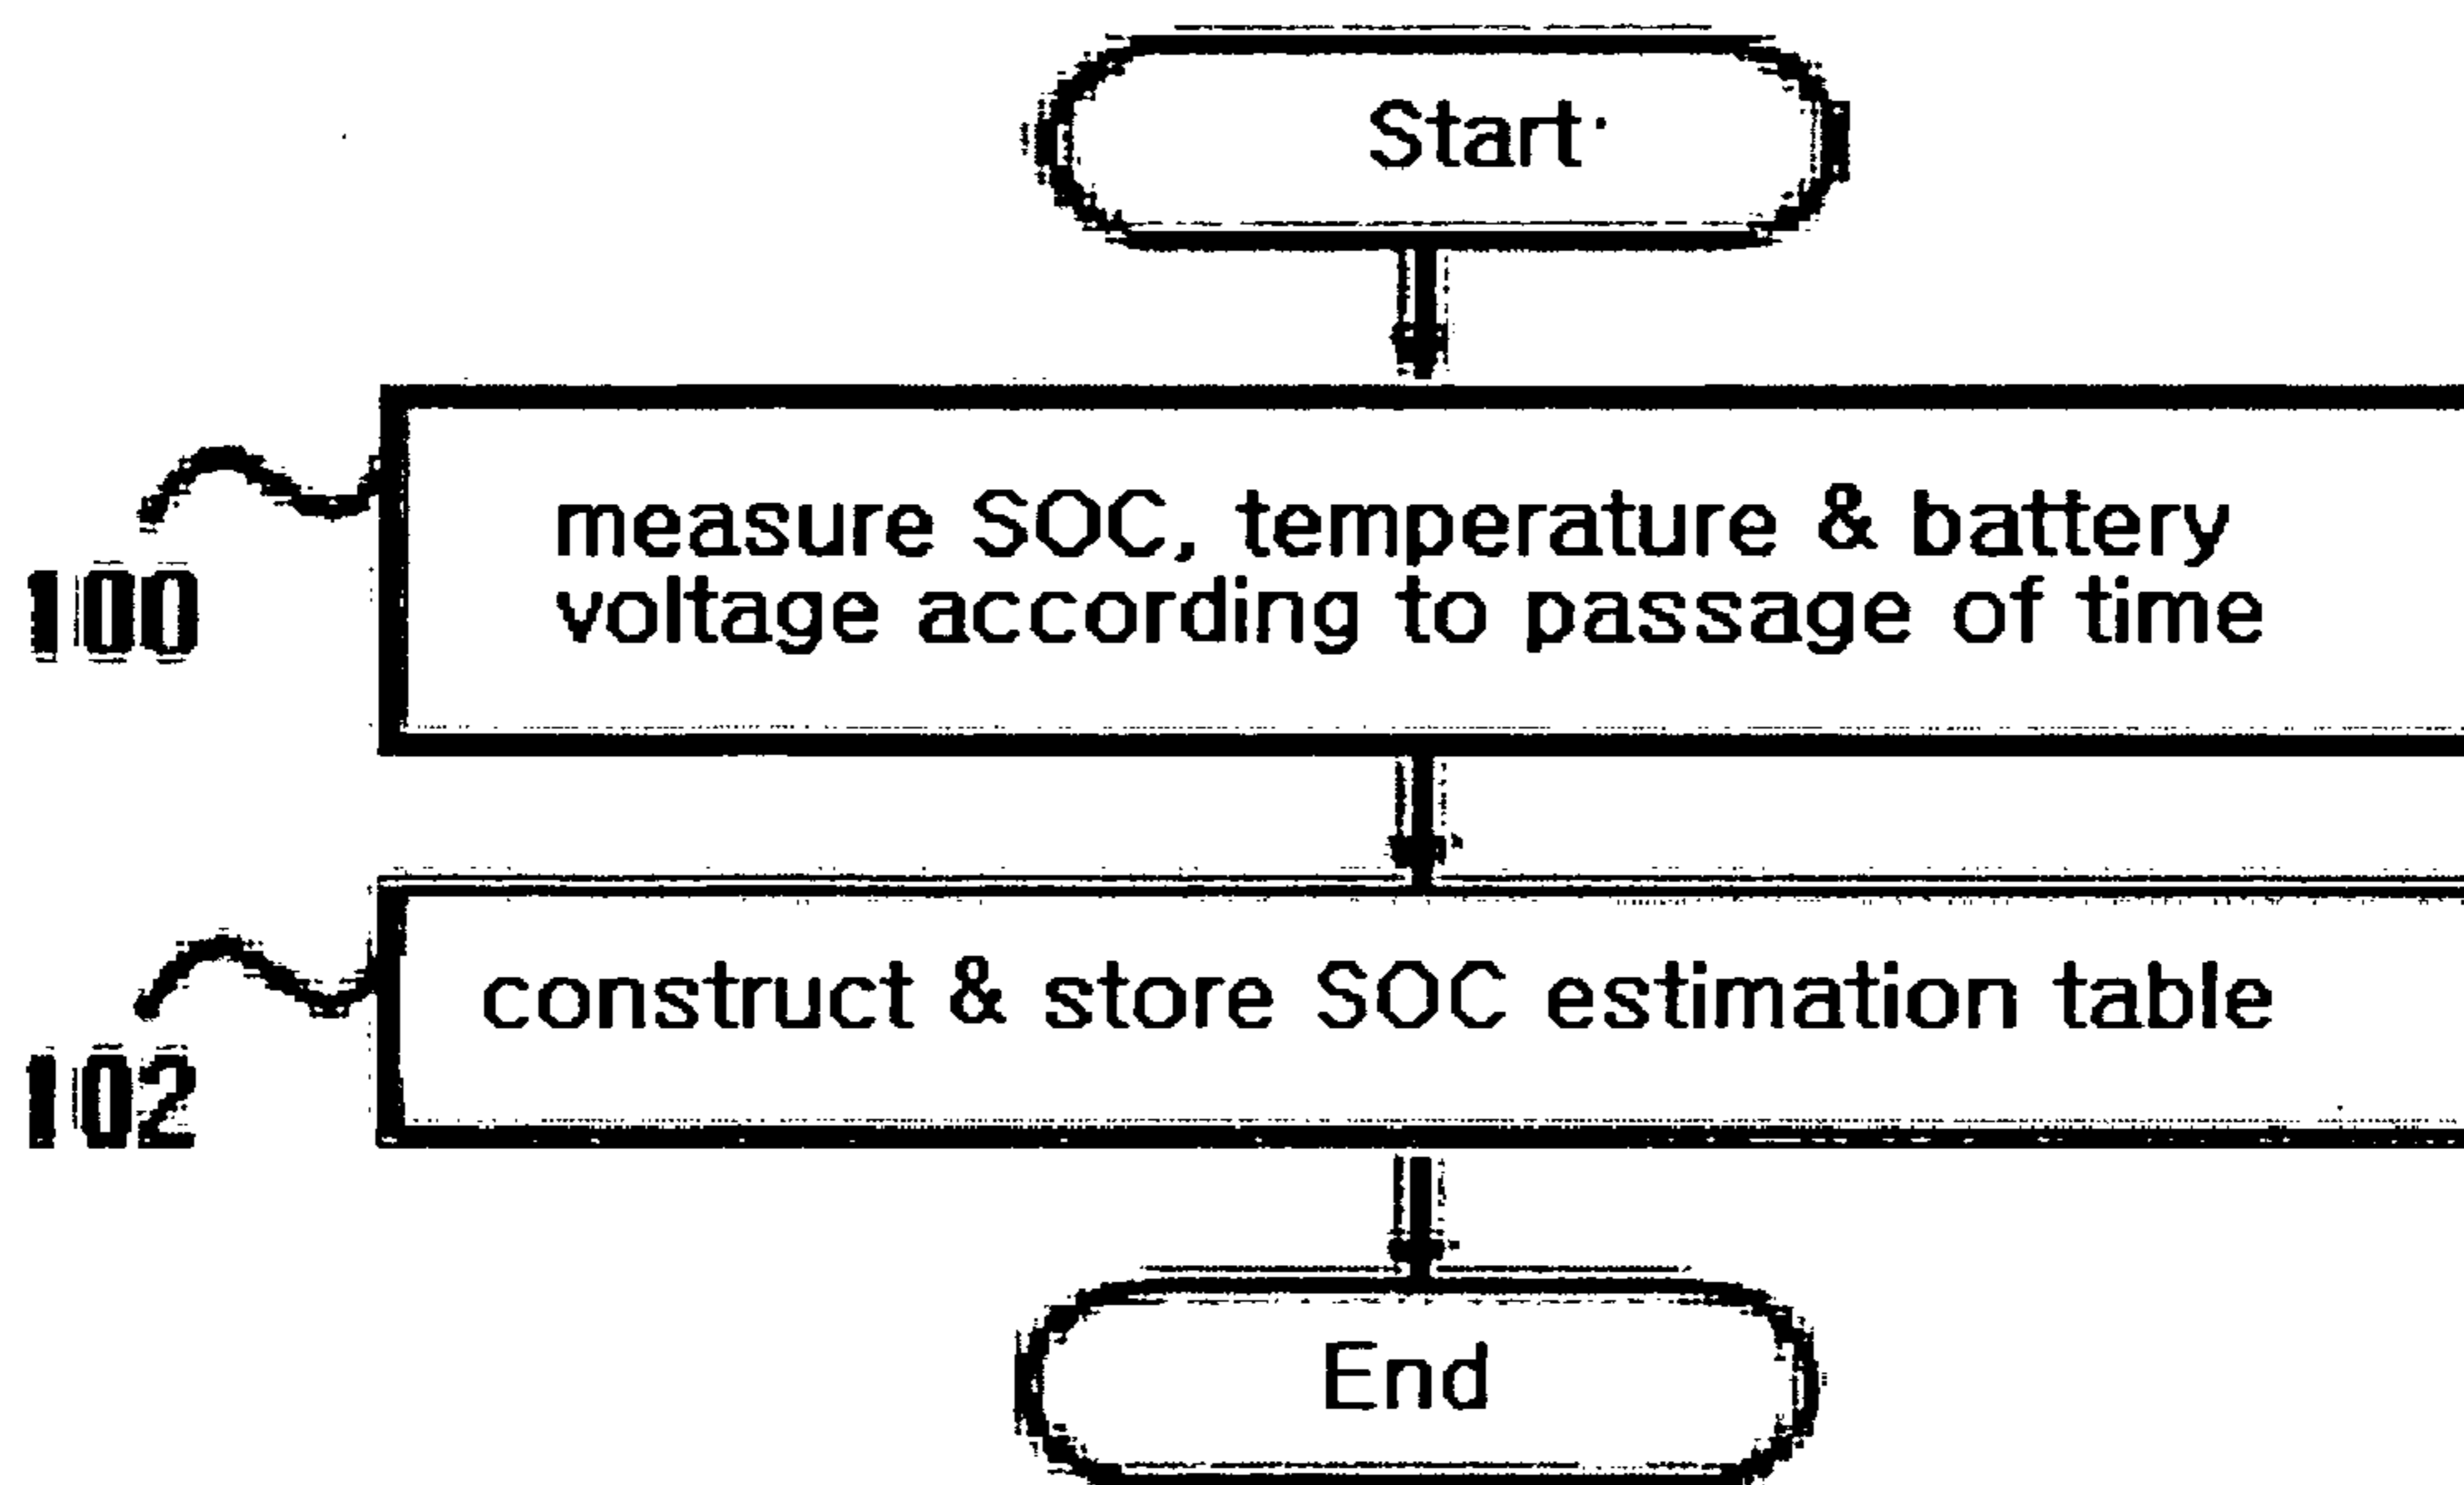 Start
measure SOC, temperature & battery
voltage according to passage of time
100
construct & store SOC estimation table
102
End